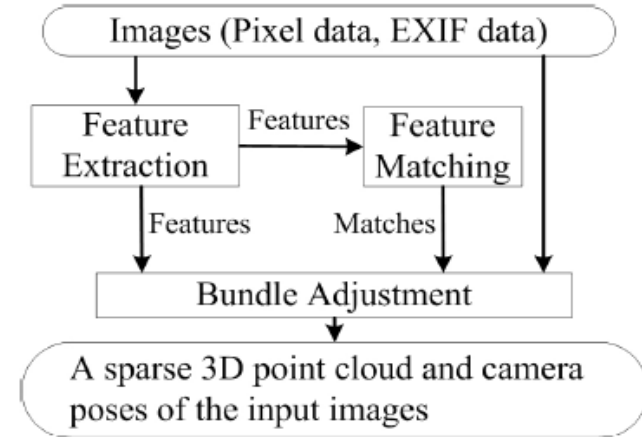 Images (Pixel data, EXIF data)
Feature
Extraction
Features
Feature
Matching
Features
Matches
Bundle Adjustment
A sparse 3D point cloud and camera
poses of the input images